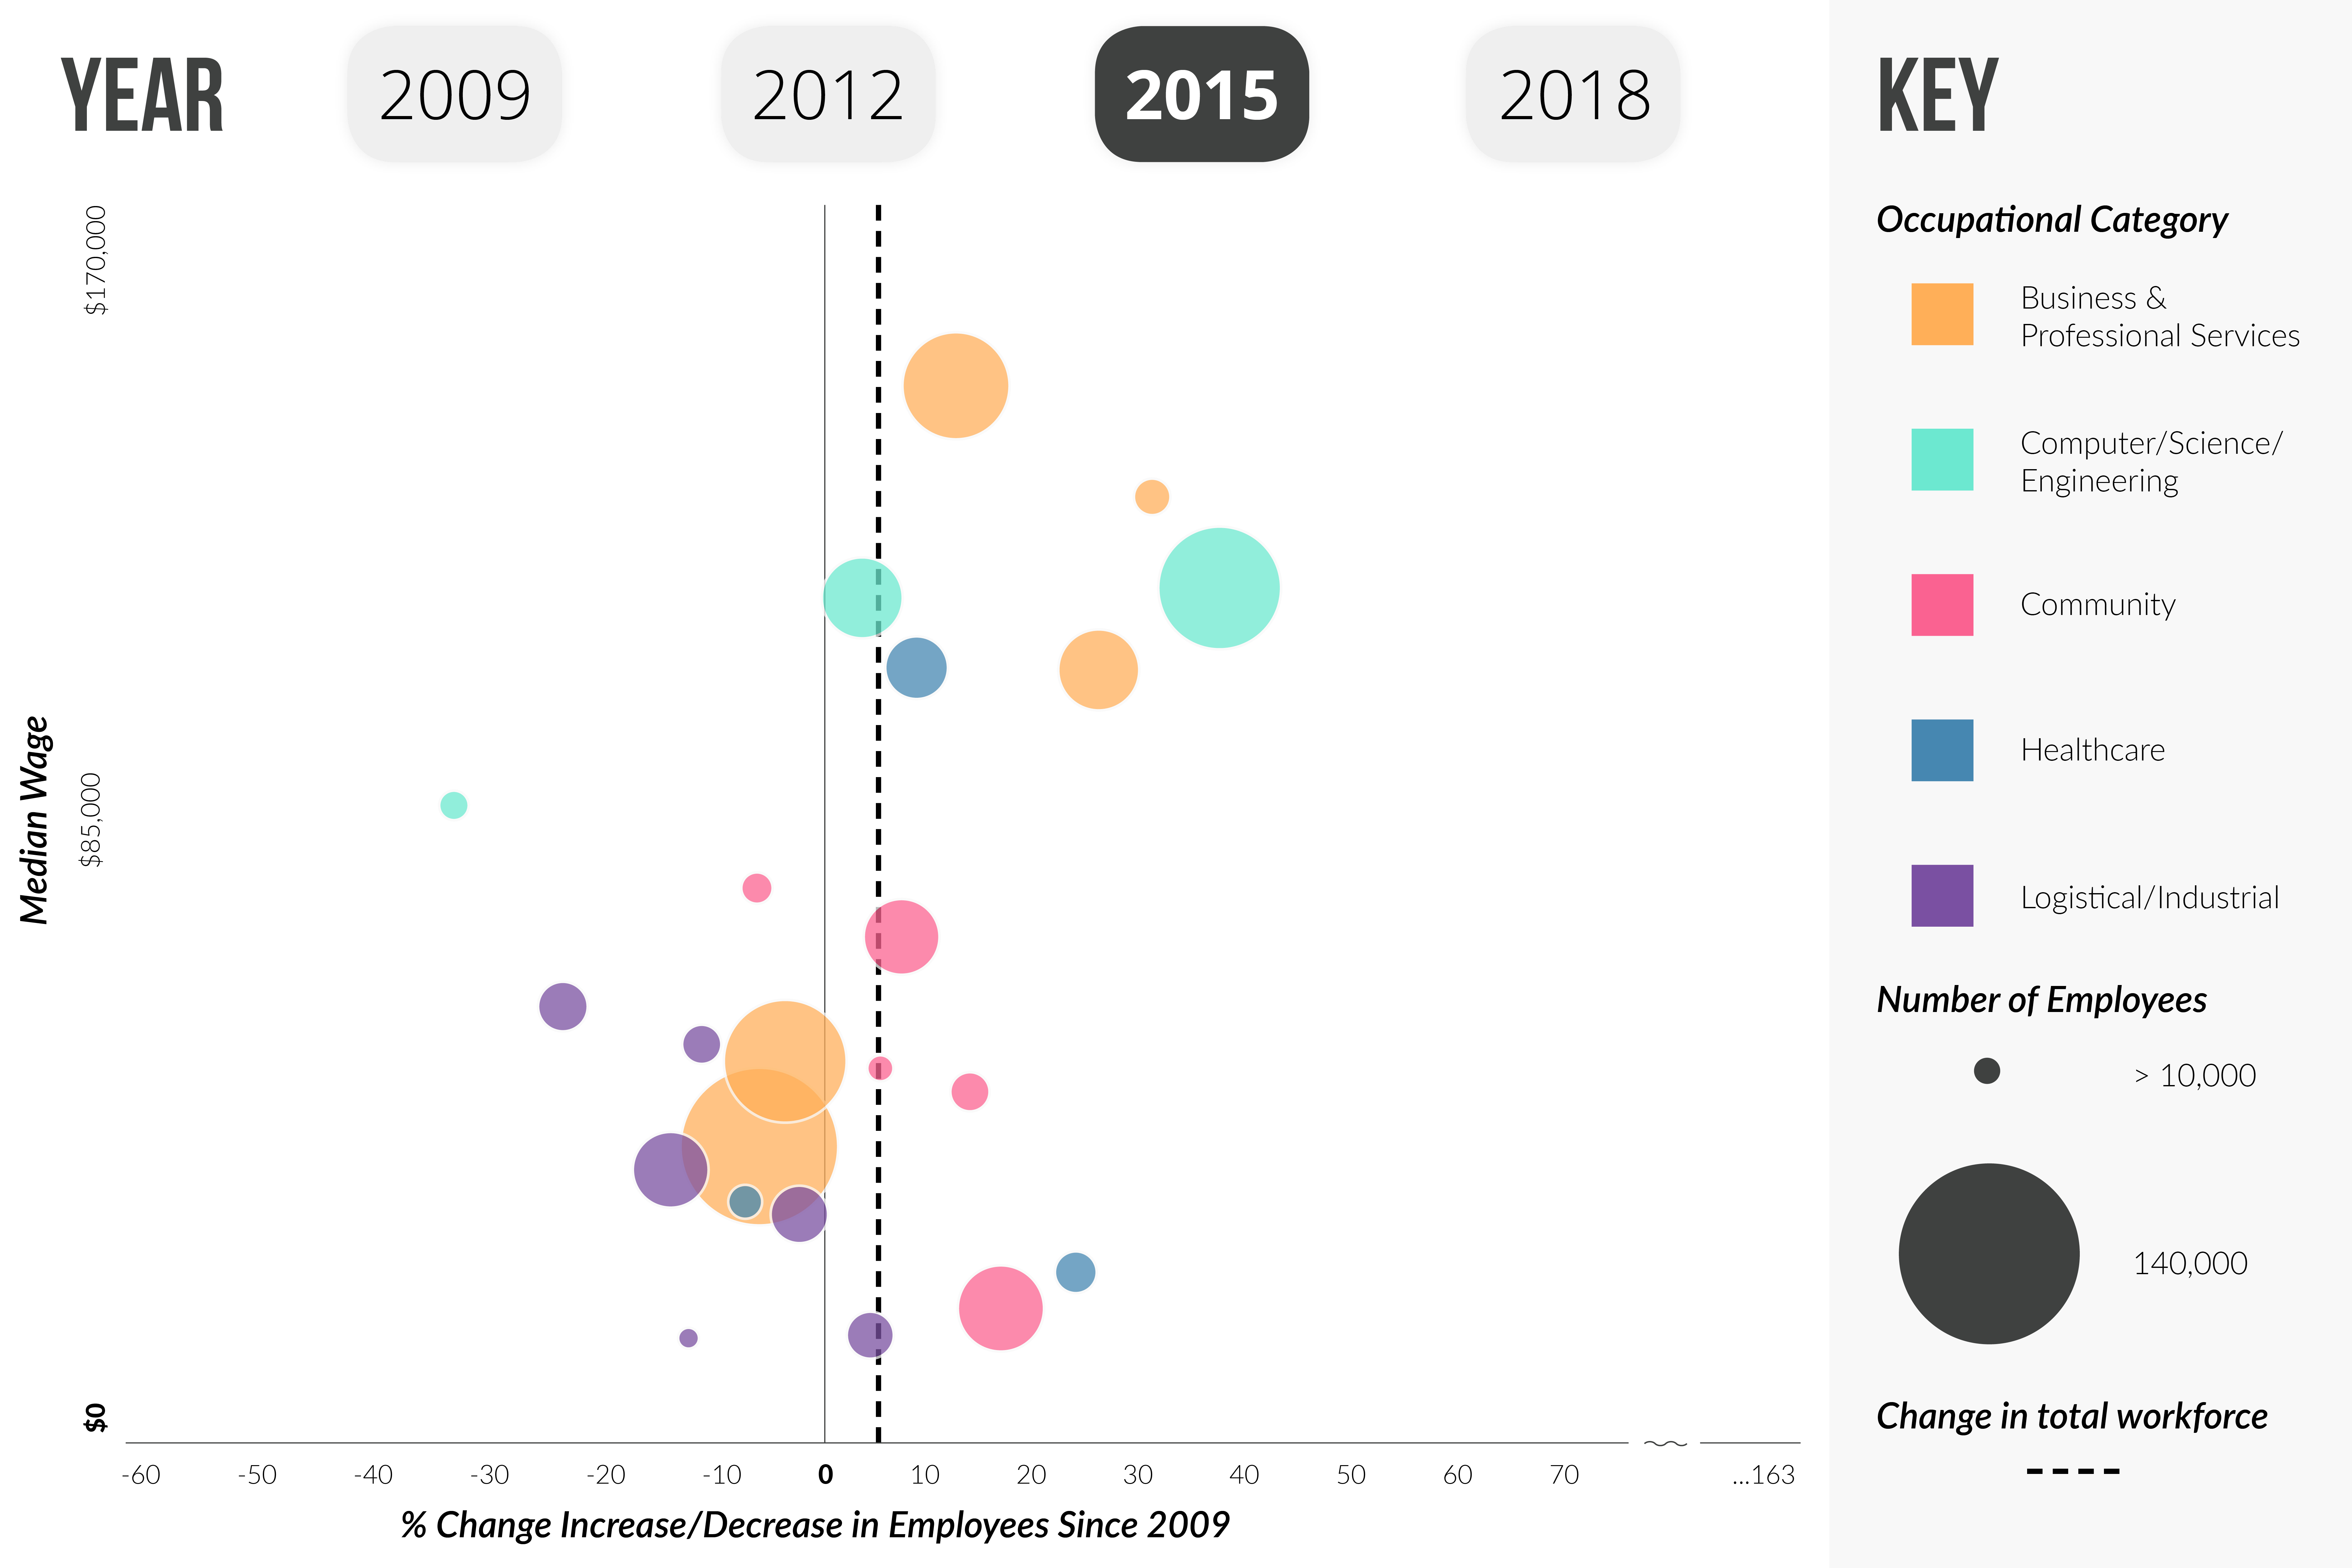 YEAR
2009
2012
2015
2018
KEY
$170,000
$85,000
$0
Median Wage
-60 -50 -40 -30 -20 -10 0 10 20 30 40 50 60 70 ...163
% Change Increase/Decrease in Employees Since 2009
Occupational Category
Business &
Professional Services
Computer/Science/
Engineering
Community
Healthcare
Logistical/Industrial
Number of Employees
> 10,000
140,000
Change in total workforce